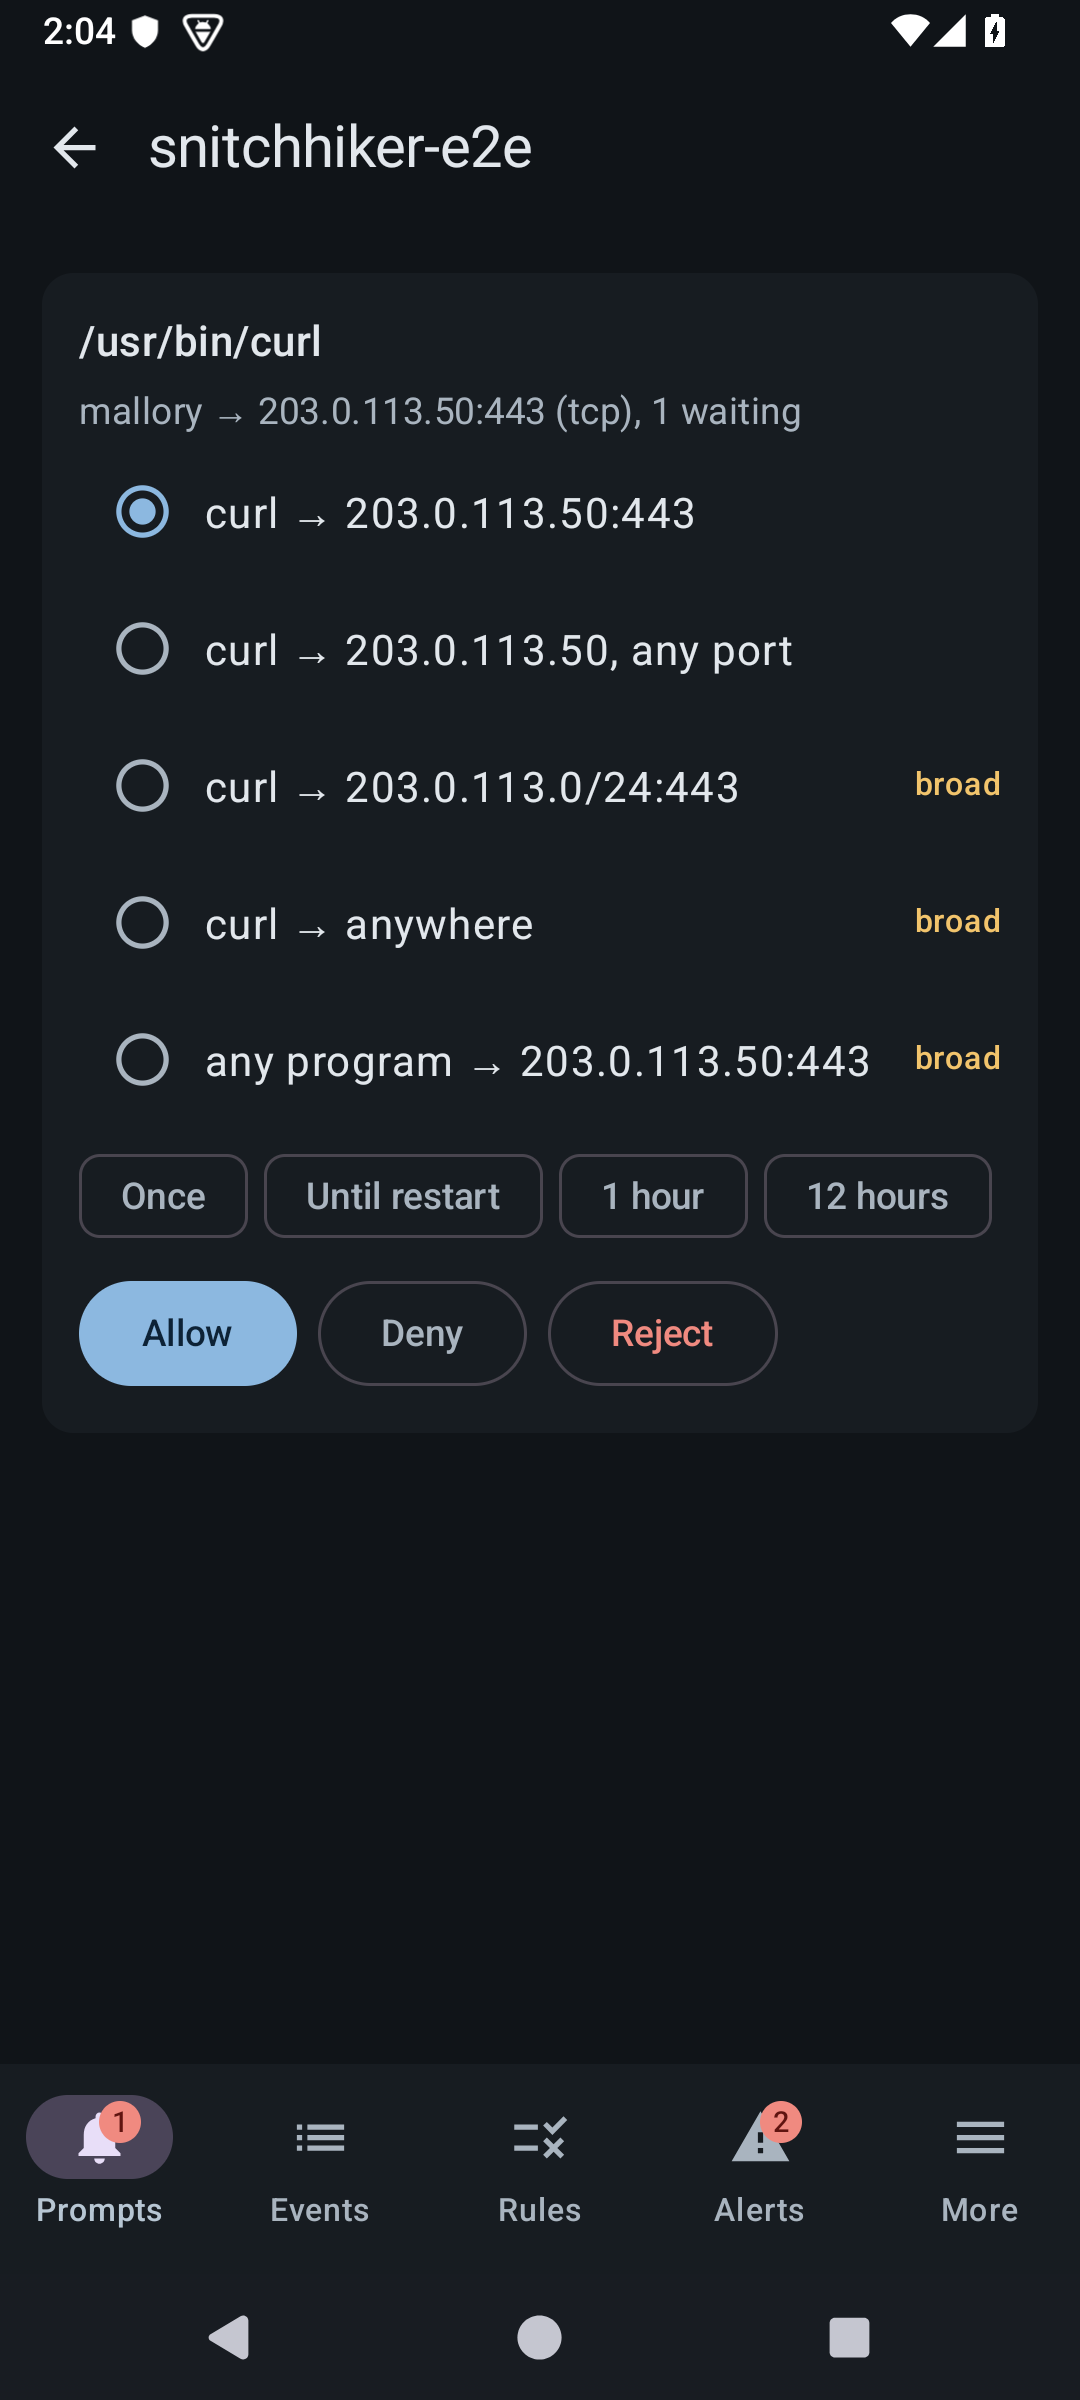 2:04
snitchhiker-e2e
/usr/bin/curl
mallory → 203.0.113.50:443 (tcp), 1 waiting
curl → 203.0.113.50:443
curl → 203.0.113.50, any port
curl → 203.0.113.0/24:443 broad
curl → anywhere broad
any program → 203.0.113.50:443 broad
Once Until restart 1 hour 12 hours
Allow Deny Reject
1 2
Prompts Events Rules Alerts More